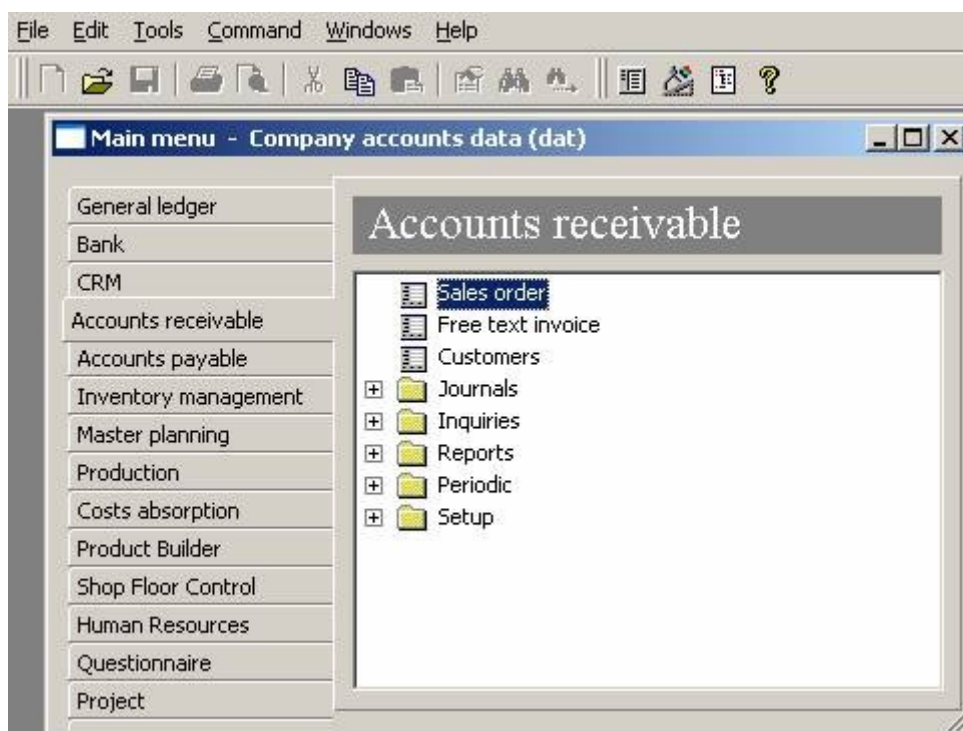 File Edit Tools Command Windows Help
Main menu - Company accounts data (dat)
General ledger
Bank
CRM
Accounts receivable
Accounts payable
Inventory management
Master planning
Production
Costs absorption
Product Builder
Shop Floor Control
Human Resources
Questionnaire
Project
Accounts receivable
Sales order
Free text invoice
Customers
Journals
Inquiries
Reports
Periodic
Setup